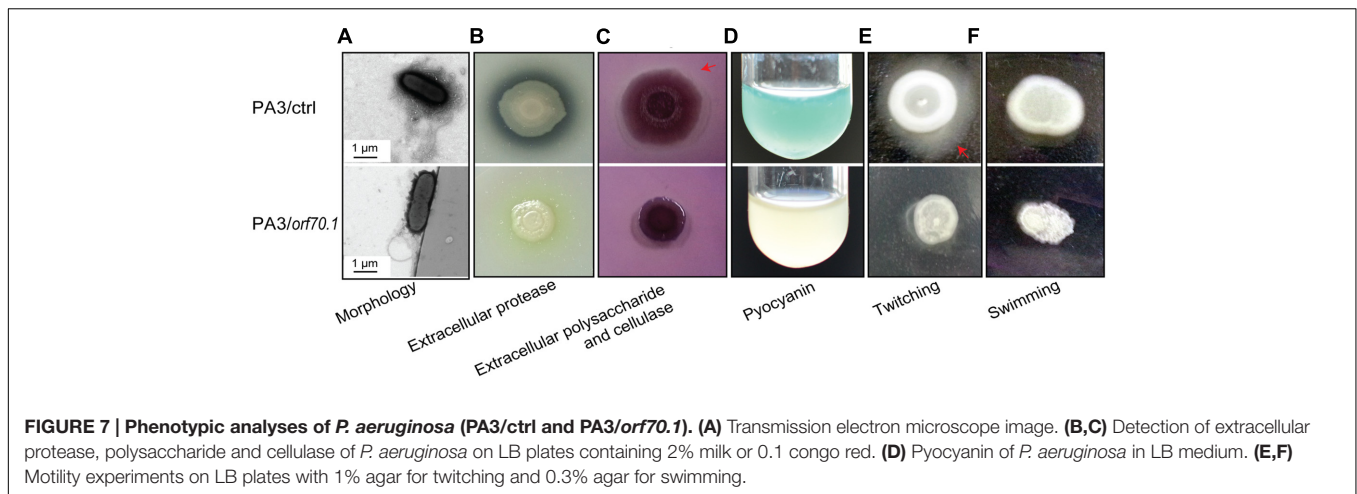 A B C D E F
PA3/ctrl
1 µm
PA3/orf70.1
1 µm
Morphology
Extracellular protease
Extracellular polysaccharide
and cellulase
Pyocyanin
Twitching
Swimming
FIGURE 7 | Phenotypic analyses of P. aeruginosa (PA3/ctrl and PA3/orf70.1). (A) Transmission electron microscope image. (B,C) Detection of extracellular
protease, polysaccharide and cellulase of P. aeruginosa on LB plates containing 2% milk or 0.1 congo red. (D) Pyocyanin of P. aeruginosa in LB medium. (E,F)
Motility experiments on LB plates with 1% agar for twitching and 0.3% agar for swimming.